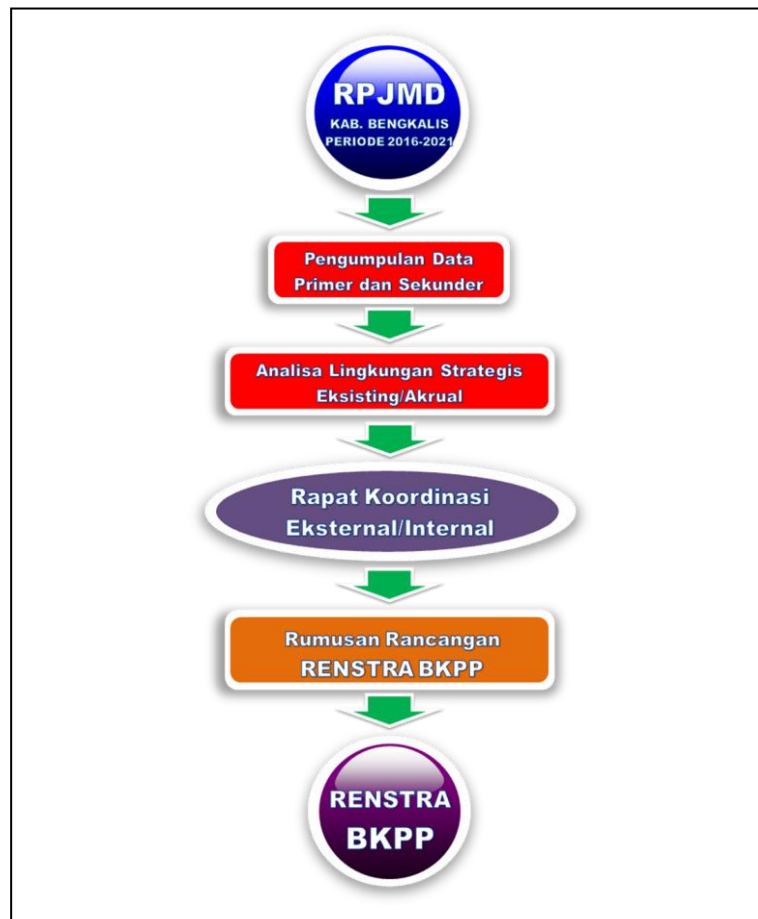 RPJMD
KAB. BENGKALIS
PERIODE 2016-2021
Pengumpulan Data
Primer dan Sekunder
Analisa Lingkungan Strategis
Eksisting/Akrual
Rapat Koordinasi
Eksternal/Internal
Rumusan Rancangan
RENSTRA BKPP
RENSTRA
BKPP